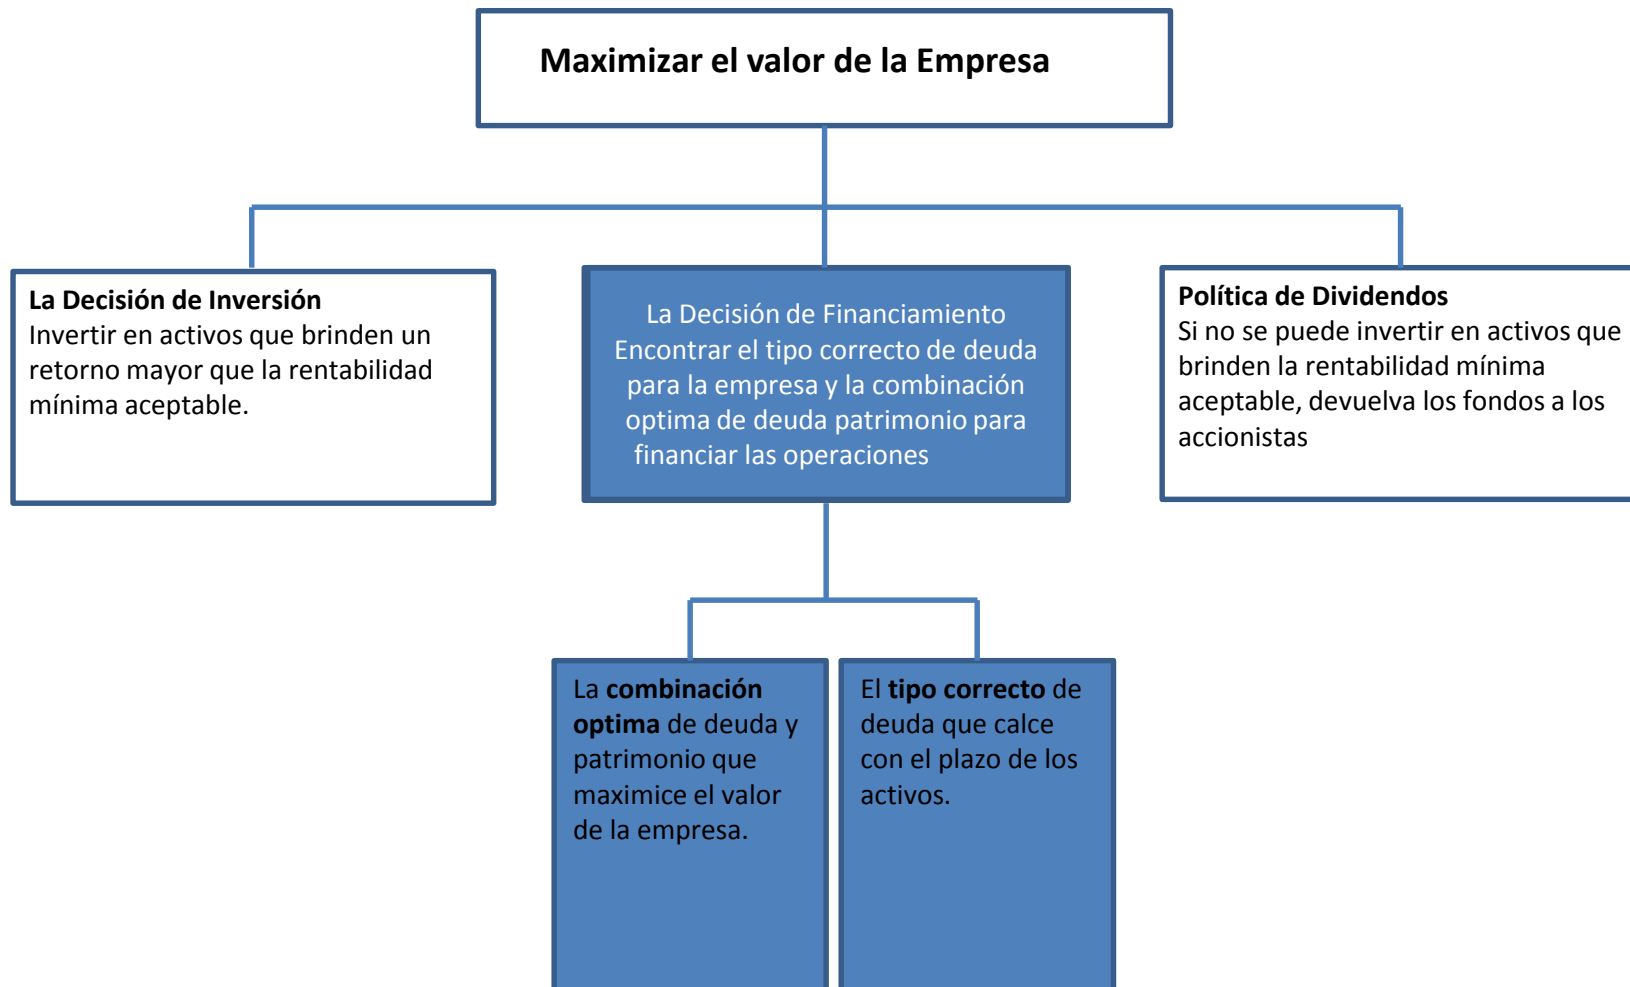 Maximizar el valor de la Empresa
La Decisión de Inversión
Invertir en activos que brinden un
retorno mayor que la rentabilidad
mínima aceptable.
La Decisión de Financiamiento
Encontrar el tipo correcto de deuda
para la empresa y la combinación
optima de deuda patrimonio para
financiar las operaciones
Política de Dividendos
Si no se puede invertir en activos que
brinden la rentabilidad mínima
aceptable, devuelva los fondos a los
accionistas
La combinación
optima de deuda y
patrimonio que
maximice el valor
de la empresa.
El tipo correcto de
deuda que calce
con el plazo de los
activos.